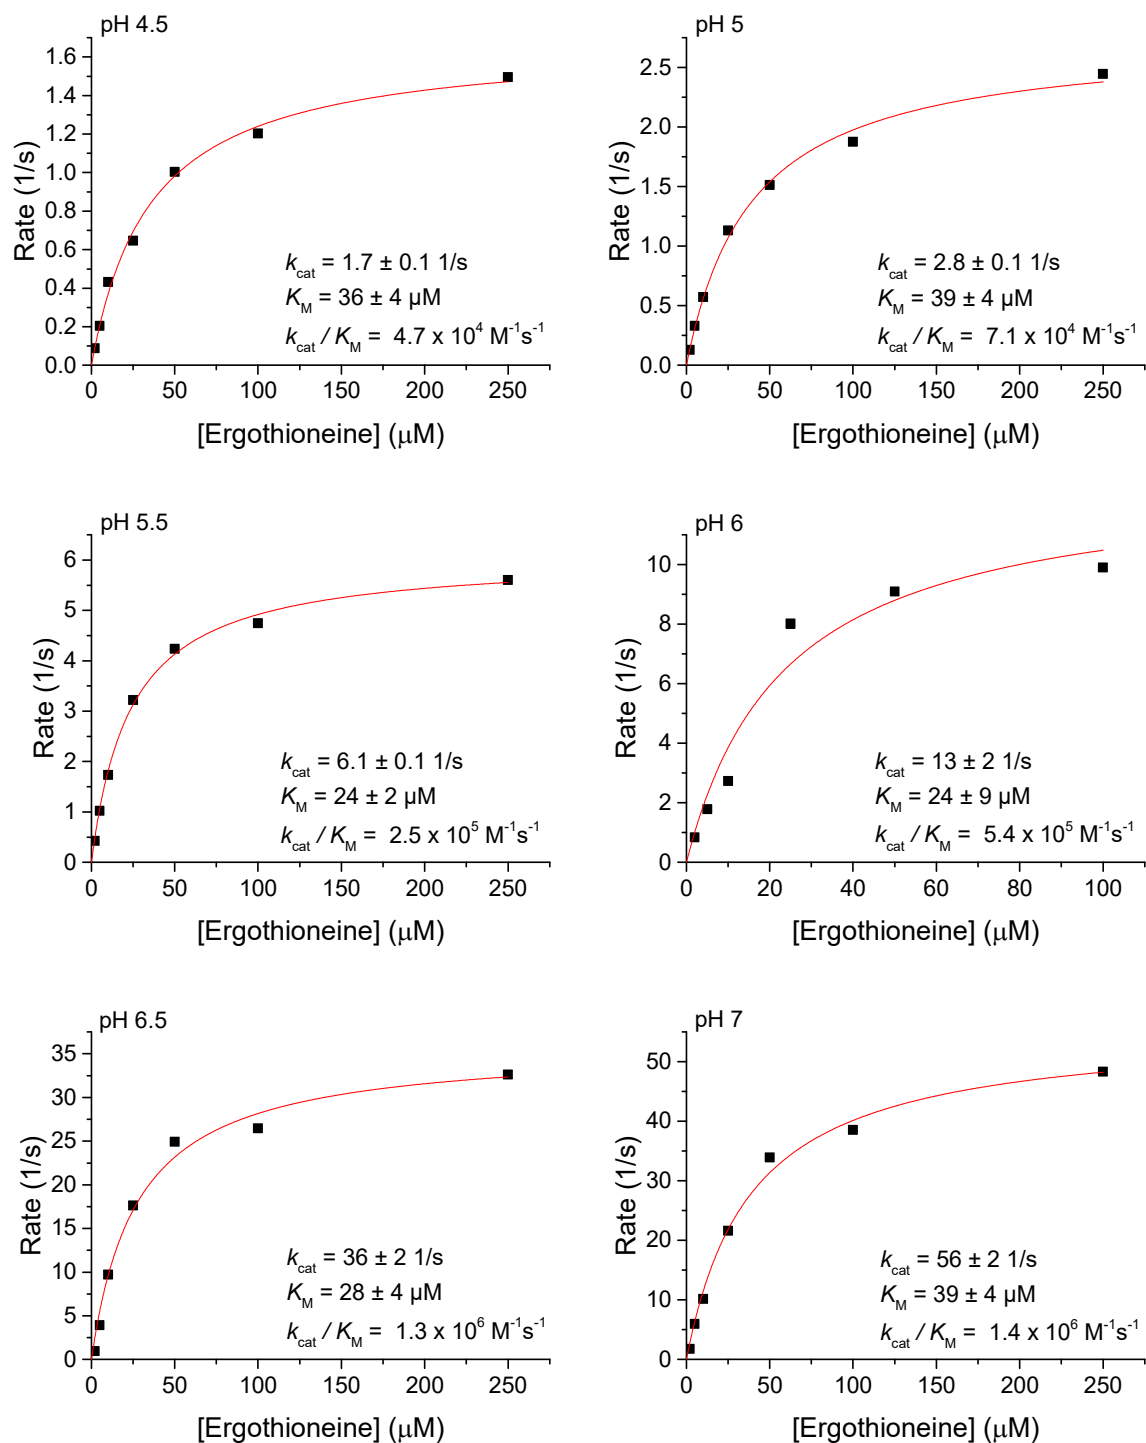 pH 4.5
1.6
1.4
1.2
1.0
0.8
0.6
0.4
0.2
0.0
Rate (1/s)
kcat = 1.7 ± 0.1 1/s
KM = 36 ± 4 µM
kcat / KM = 4.7 x 10⁴ M⁻¹s⁻¹
0 50 100 150 200 250
[Ergothioneine] (μM)
pH 5
2.5
2.0
1.5
1.0
0.5
0.0
Rate (1/s)
kcat = 2.8 ± 0.1 1/s
KM = 39 ± 4 µM
kcat / KM = 7.1 x 10⁴ M⁻¹s⁻¹
0 50 100 150 200 250
[Ergothioneine] (μM)
pH 5.5
6
5
4
3
2
1
0
Rate (1/s)
kcat = 6.1 ± 0.1 1/s
KM = 24 ± 2 µM
kcat / KM = 2.5 x 10⁵ M⁻¹s⁻¹
0 50 100 150 200 250
[Ergothioneine] (μM)
pH 6
10
8
6
4
2
0
Rate (1/s)
kcat = 13 ± 2 1/s
KM = 24 ± 9 µM
kcat / KM = 5.4 x 10⁵ M⁻¹s⁻¹
0 20 40 60 80 100
[Ergothioneine] (μM)
pH 6.5
35
30
25
20
15
10
5
0
Rate (1/s)
kcat = 36 ± 2 1/s
KM = 28 ± 4 µM
kcat / KM = 1.3 x 10⁶ M⁻¹s⁻¹
0 50 100 150 200 250
[Ergothioneine] (μM)
pH 7
50
40
30
20
10
0
Rate (1/s)
kcat = 56 ± 2 1/s
KM = 39 ± 4 µM
kcat / KM = 1.4 x 10⁶ M⁻¹s⁻¹
0 50 100 150 200 250
[Ergothioneine] (μM)